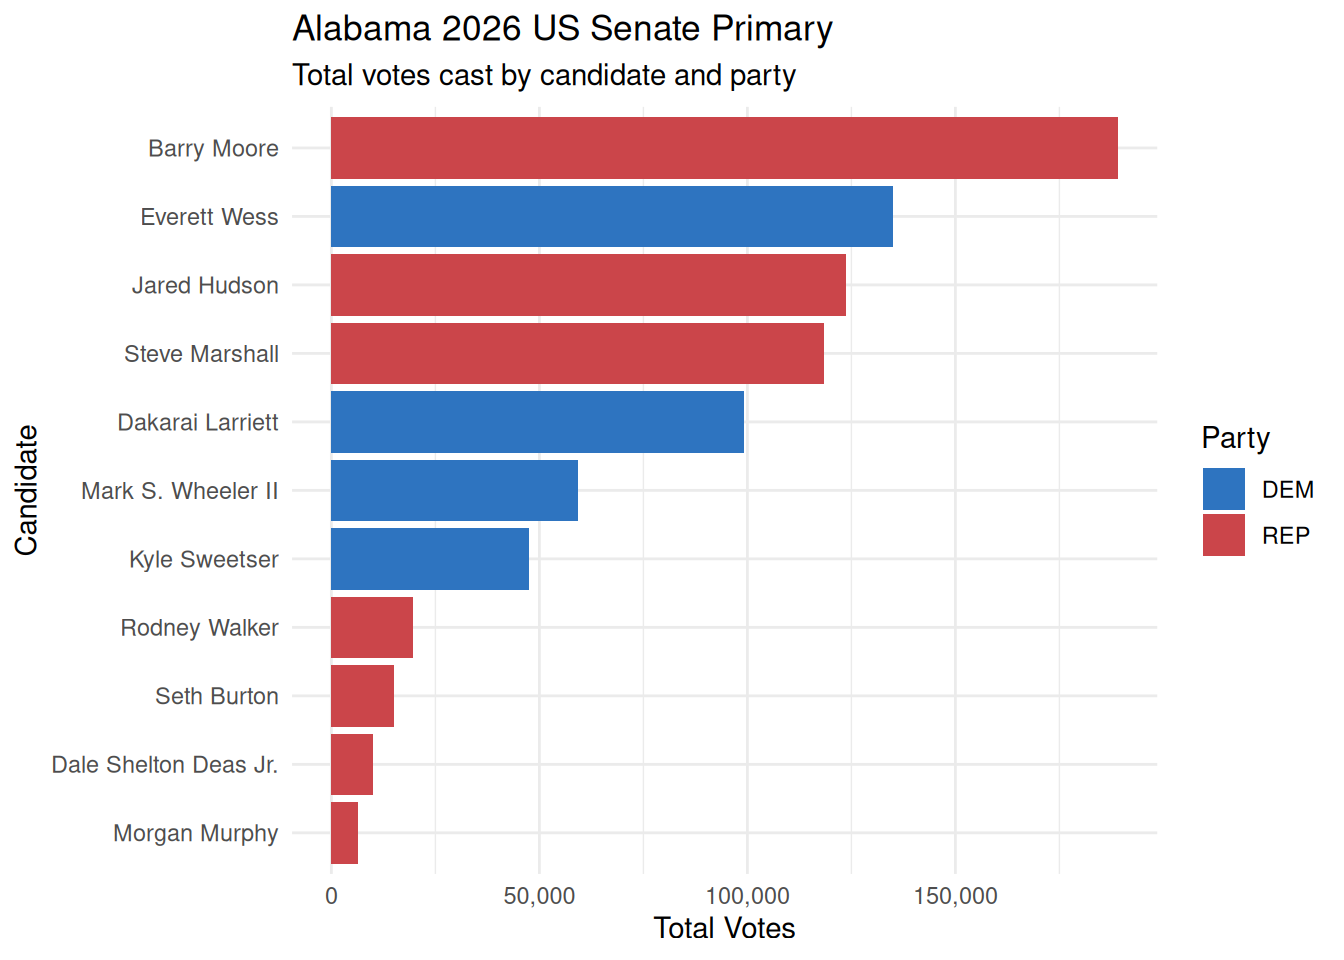 Alabama 2026 US Senate Primary
Total votes cast by candidate and party
Candidate
Barry Moore
Everett Wess
Jared Hudson
Steve Marshall
Dakarai Larriett
Mark S. Wheeler II
Kyle Sweetser
Rodney Walker
Seth Burton
Dale Shelton Deas Jr.
Morgan Murphy
0 50,000 100,000 150,000
Total Votes
Party
DEM
REP